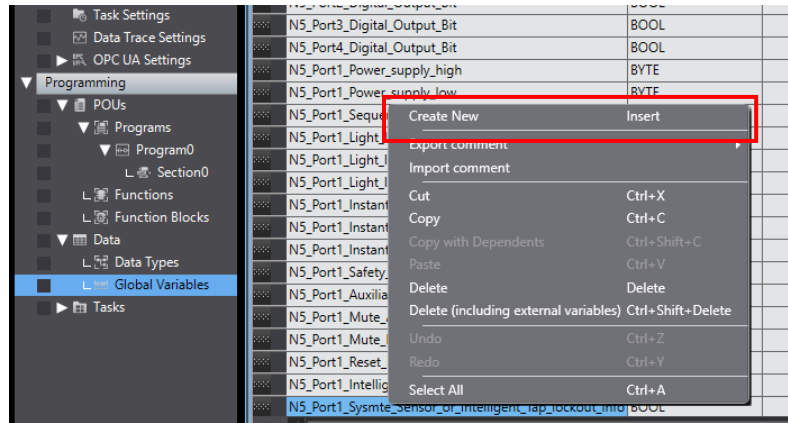 Task Settings
Data Trace Settings
OPC UA Settings
Programming
POUs
Programs
Program0
Section0
Functions
Function Blocks
Data
Data Types
Global Variables
Tasks
N5_Port3_Digital_Output_Bit BOOL
N5_Port4_Digital_Output_Bit BOOL
N5_Port1_Power_supply_high BYTE
N5_Port1_Power_supply_low BYTE
N5_Port1_Seque
N5_Port1_Light_
N5_Port1_Light_I
N5_Port1_Light_I
N5_Port1_Instant
N5_Port1_Instant
N5_Port1_Instant
N5_Port1_Safety_
N5_Port1_Auxilia
N5_Port1_Mute_
N5_Port1_Mute_
N5_Port1_Reset_
N5_Port1_Intellig
N5_Port1_Sysmte_Sensor_or_Intelligent_Tap_lockout_info BOOL
Create New Insert
Export comment
Import comment
Cut Ctrl+X
Copy Ctrl+C
Copy with Dependents Ctrl+Shift+C
Paste Ctrl+V
Delete Delete
Delete (including external variables) Ctrl+Shift+Delete
Undo Ctrl+Z
Redo Ctrl+Y
Select All Ctrl+A